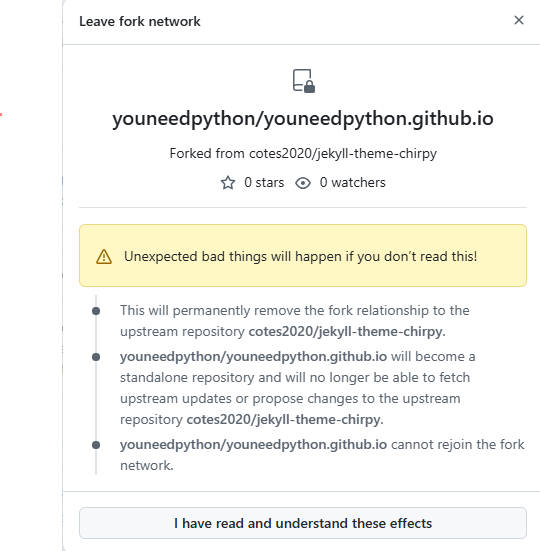 Leave fork network
youneedpython/youneedpython.github.io
Forked from cotes2020/jekyll-theme-chirpy
0 stars 0 watchers
Unexpected bad things will happen if you don’t read this!
This will permanently remove the fork relationship to the
upstream repository cotes2020/jekyll-theme-chirpy.
youneedpython/youneedpython.github.io will become a
standalone repository and will no longer be able to fetch
upstream updates or propose changes to the upstream
repository cotes2020/jekyll-theme-chirpy.
youneedpython/youneedpython.github.io cannot rejoin the fork
network.
I have read and understand these effects